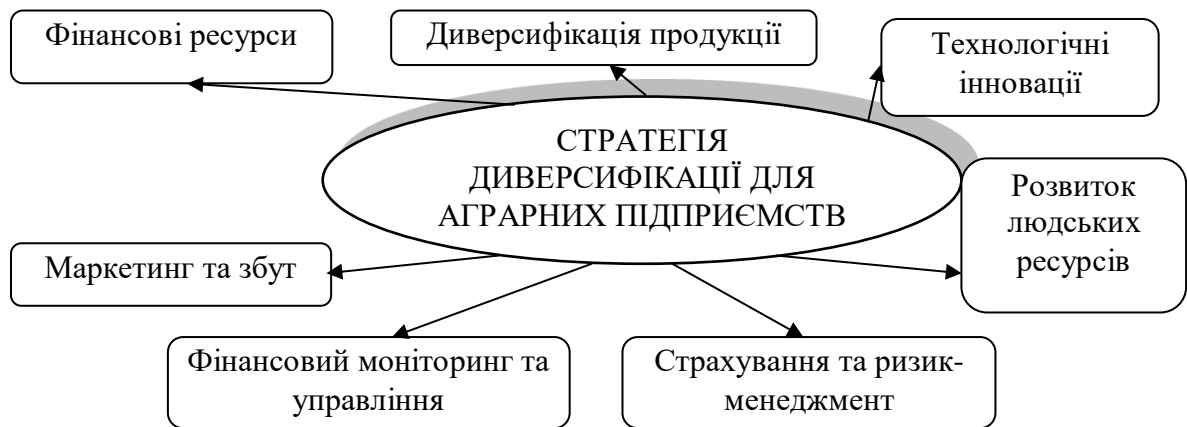 Фінансові ресурси
Диверсифікація продукції
Технологічні
інновації
СТРАТЕГІЯ
ДИВЕРСИФІКАЦІЇ ДЛЯ
АГРАРНИХ ПІДПРИЄМСТВ
Розвиток
людських
ресурсів
Маркетинг та збут
Фінансовий моніторинг та
управління
Страхування та ризик-
менеджмент